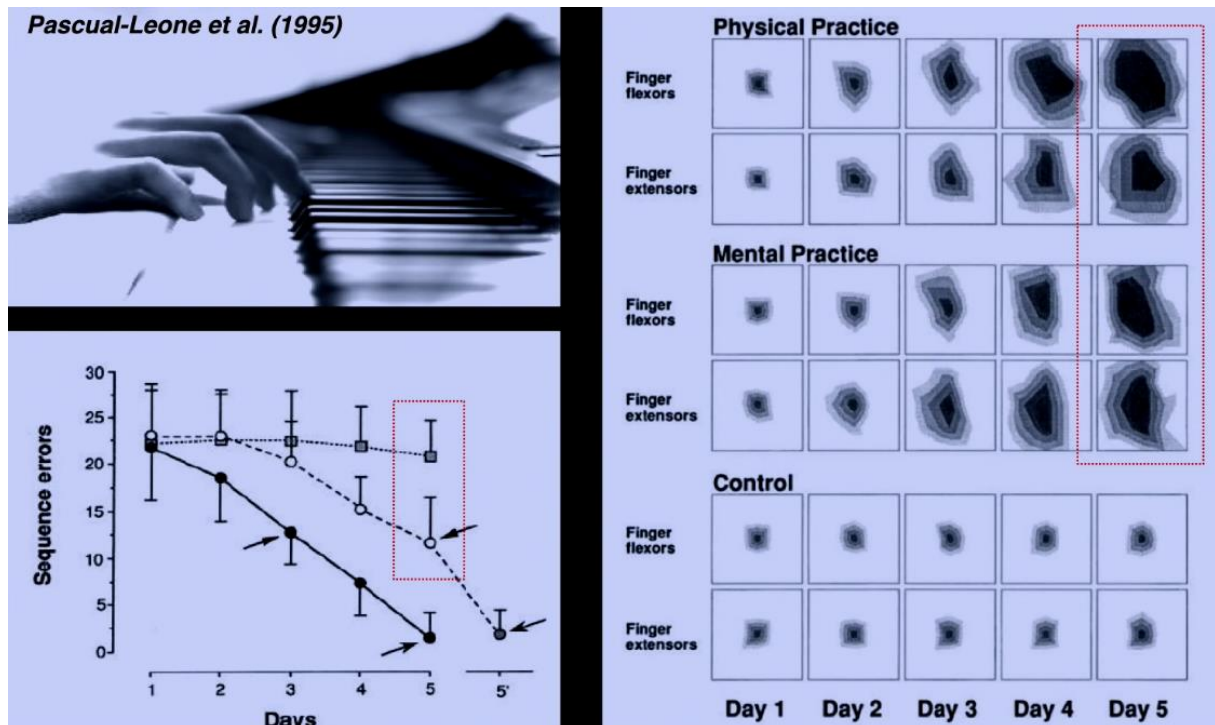 Pascual-Leone et al. (1995)
Sequence errors
30
25
20
15
10
5
0
1 2 3 4 5 5'
Days
Physical Practice
Finger
flexors
Finger
extensors
Mental Practice
Finger
flexors
Finger
extensors
Control
Finger
flexors
Finger
extensors
Day 1 Day 2 Day 3 Day 4 Day 5